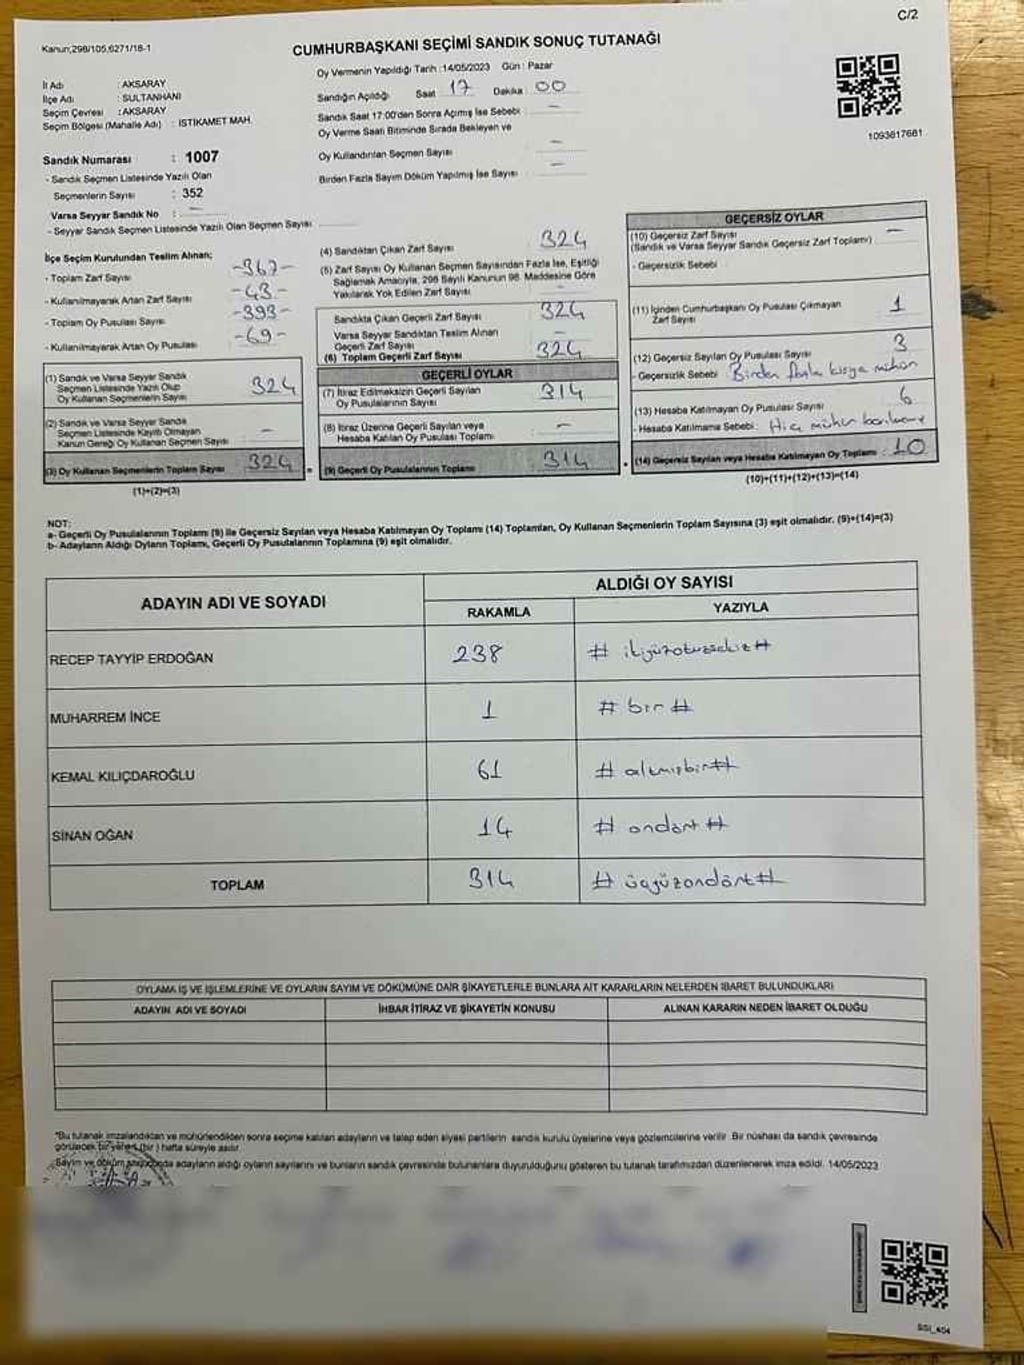 C/2
Kanun;298/105,6271/18-1
CUMHURBAŞKANI SEÇİMİ SANDIK SONUÇ TUTANAĞI
İl Adı : AKSARAY
İlçe Adı : SULTANHANI
Seçim Çevresi : AKSARAY
Seçim Bölgesi (Mahalle Adı) : ISTİKAMET MAH.
Oy Vermenin Yapıldığı Tarih :14/05/2023 Gün : Pazar
Sandığın Açıldığı Saat 17 Dakika 00
Sandık Saat 17:00'den Sonra Açılmış İse Sebebi : —
Oy Verme Saati Bitiminde Sırada Bekleyen ve
Oy Kullandırılan Seçmen Sayısı —
Birden Fazla Sayım Döküm Yapılmış İse Sayısı : —
1093817681
Sandık Numarası : 1007
- Sandık Seçmen Listesinde Yazılı Olan
Seçmenlerin Sayısı : 352
Varsa Seyyar Sandık No : —
- Seyyar Sandık Seçmen Listesinde Yazılı Olan Seçmen Sayısı
İlçe Seçim Kurulundan Teslim Alınan;
- Toplam Zarf Sayısı -367-
- Kullanılmayarak Artan Zarf Sayısı -43-
- Toplam Oy Pusulası Sayısı -393-
- Kullanılmayarak Artan Oy Pusulası -69-
(1) Sandık ve Varsa Seyyar Sandık
Seçmen Listesinde Yazılı Olup
Oy Kullanan Seçmenlerin Sayısı 324
(2) Sandık ve Varsa Seyyar Sandık
Seçmen Listesinde Kayıtlı Olmayan
Kanun Gereği Oy Kullanan Seçmen Sayısı —
(3) Oy Kullanan Seçmenlerin Toplam Sayısı 324
(1)+(2)=(3)
(4) Sandıktan Çıkan Zarf Sayısı 324
(5) Zarf Sayısı Oy Kullanan Seçmen Sayısından Fazla İse, Eşitliği
Sağlamak Amacıyla, 298 Sayılı Kanunun 98. Maddesine Göre
Yakılarak Yok Edilen Zarf Sayısı —
Sandıkta Çıkan Geçerli Zarf Sayısı 324
Varsa Seyyar Sandıktan Teslim Alınan
Geçerli Zarf Sayısı —
(6) Toplam Geçerli Zarf Sayısı 324
GEÇERLİ OYLAR
(7) İtiraz Edilmeksizin Geçerli Sayılan
Oy Pusulalarının Sayısı 314
(8) İtiraz Üzerine Geçerli Sayılan veya
Hesaba Katılan Oy Pusulası Toplamı —
(9) Geçerli Oy Pusulalarının Toplamı 314
GEÇERSİZ OYLAR
(10) Geçersiz Zarf Sayısı
(Sandık ve Varsa Seyyar Sandık Geçersiz Zarf Toplamı) —
- Geçersizlik Sebebi
(11) İçinden Cumhurbaşkanı Oy Pusulası Çıkmayan
Zarf Sayısı 1
(12) Geçersiz Sayılan Oy Pusulası Sayısı 3
- Geçersizlik Sebebi : Birden fazla kişiye mühür
(13) Hesaba Katılmayan Oy Pusulası Sayısı 6
- Hesaba Katılmama Sebebi: Hiç mühür
(14) Geçersiz Sayılan veya Hesaba Katılmayan Oy Toplamı : 10
(10)+(11)+(12)+(13)=(14)
NOT;
a- Geçerli Oy Pusulalarının Toplamı (9) ile Geçersiz Sayılan veya Hesaba Katılmayan Oy Toplamı (14) Toplamları, Oy Kullanan Seçmenlerin Toplam Sayısına (3) eşit olmalıdır. (9)+(14)=(3)
b- Adayların Aldığı Oyların Toplamı, Geçerli Oy Pusulalarının Toplamına (9) eşit olmalıdır.
ADAYIN ADI VE SOYADI ALDIĞI OY SAYISI
RAKAMLA YAZIYLA
RECEP TAYYİP ERDOĞAN 238 # ikiyüzotuzsekiz #
MUHARREM İNCE 1 # bir #
KEMAL KILIÇDAROĞLU 61 # altmışbir #
SİNAN OĞAN 14 # ondört #
TOPLAM 314 # üçyüzondört #
OYLAMA İŞ VE İŞLEMLERİNE VE OYLARIN SAYIM VE DÖKÜMÜNE DAİR ŞİKAYETLERLE BUNLARA AİT KARARLARIN NELERDEN İBARET BULUNDUKLARI
ADAYIN ADI VE SOYADI İHBAR İTİRAZ VE ŞİKAYETİN KONUSU ALINAN KARARIN NEDEN İBARET OLDUĞU
*Bu tutanak imzalandıktan ve mühürlendikten sonra seçime katılan adayların ve talep eden siyasi partilerin sandık kurulu üyelerine veya gözlemcilerine verilir. Bir nüshası da sandık çevresinde
görülecek bir yere (bir ) hafta süreyle asılır.
Sayım ve döküm sonucunda adayların aldığı oyların sayılarını ve bunların sandık çevresinde bulunanlara duyurulduğunu gösteren bu tutanak tarafımızdan düzenlenerek imza edildi. 14/05/2023
SSI_404